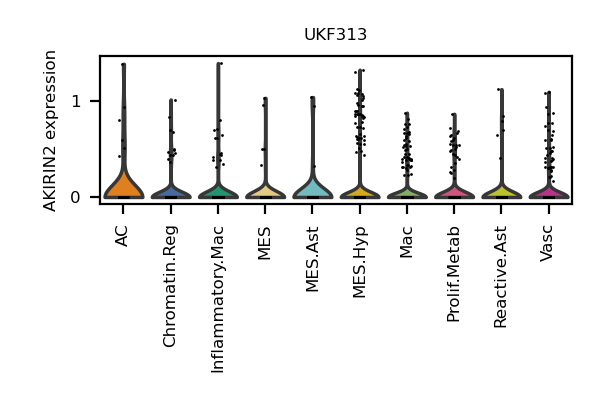 UKF313
AKIRIN2 expression
1
0
AC
Chromatin.Reg
Inflammatory.Mac
MES
MES.Ast
MES.Hyp
Mac
Prolif.Metab
Reactive.Ast
Vasc